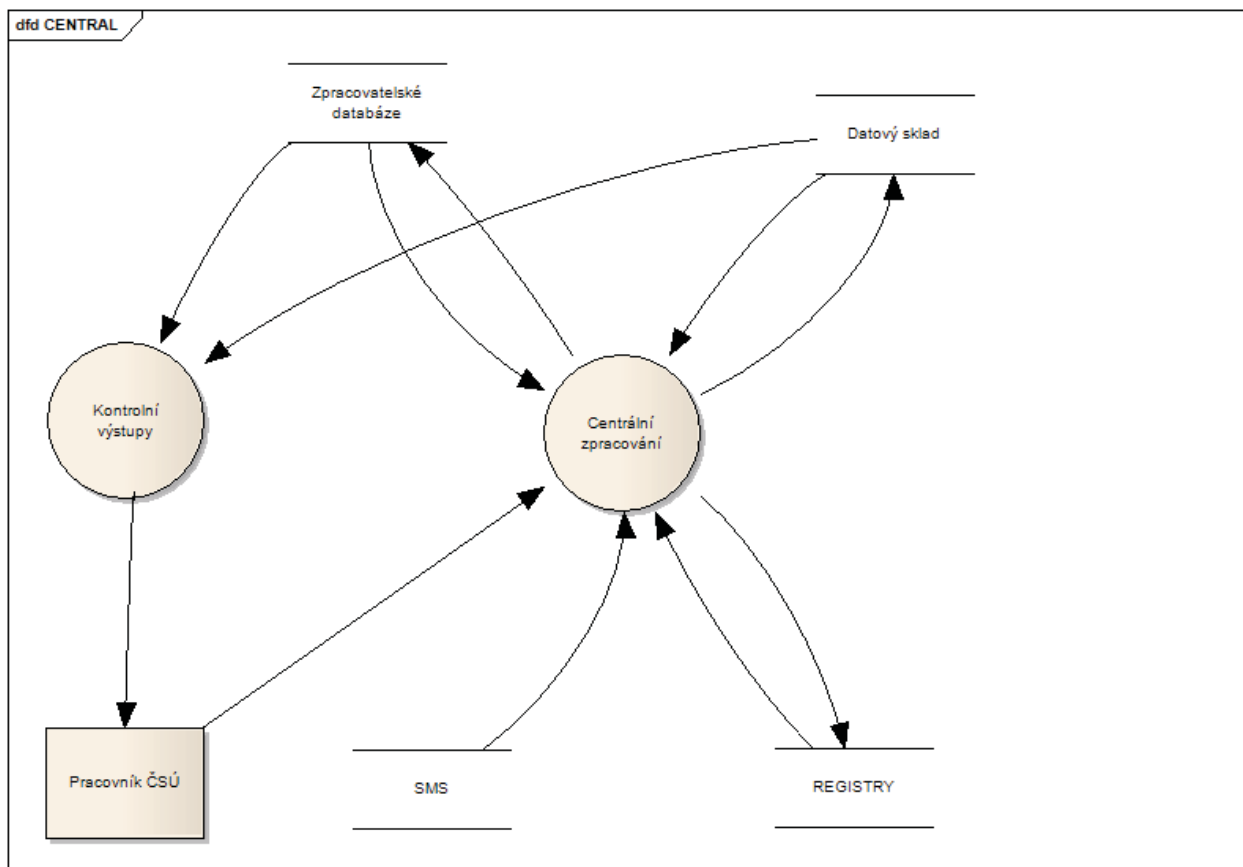 dfd CENTRAL
Zpracovatelské
databáze
Datový sklad
Kontrolní
výstupy
Centrální
zpracování
Pracovník ČSÚ
SMS
REGISTRY